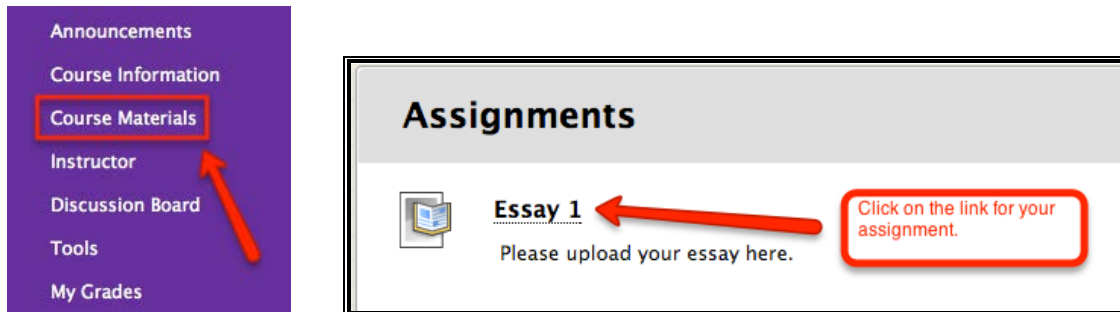 Announcements
Course Information
Course Materials
Instructor
Discussion Board
Tools
My Grades
Assignments
Essay 1
Please upload your essay here.
Click on the link for your
assignment.